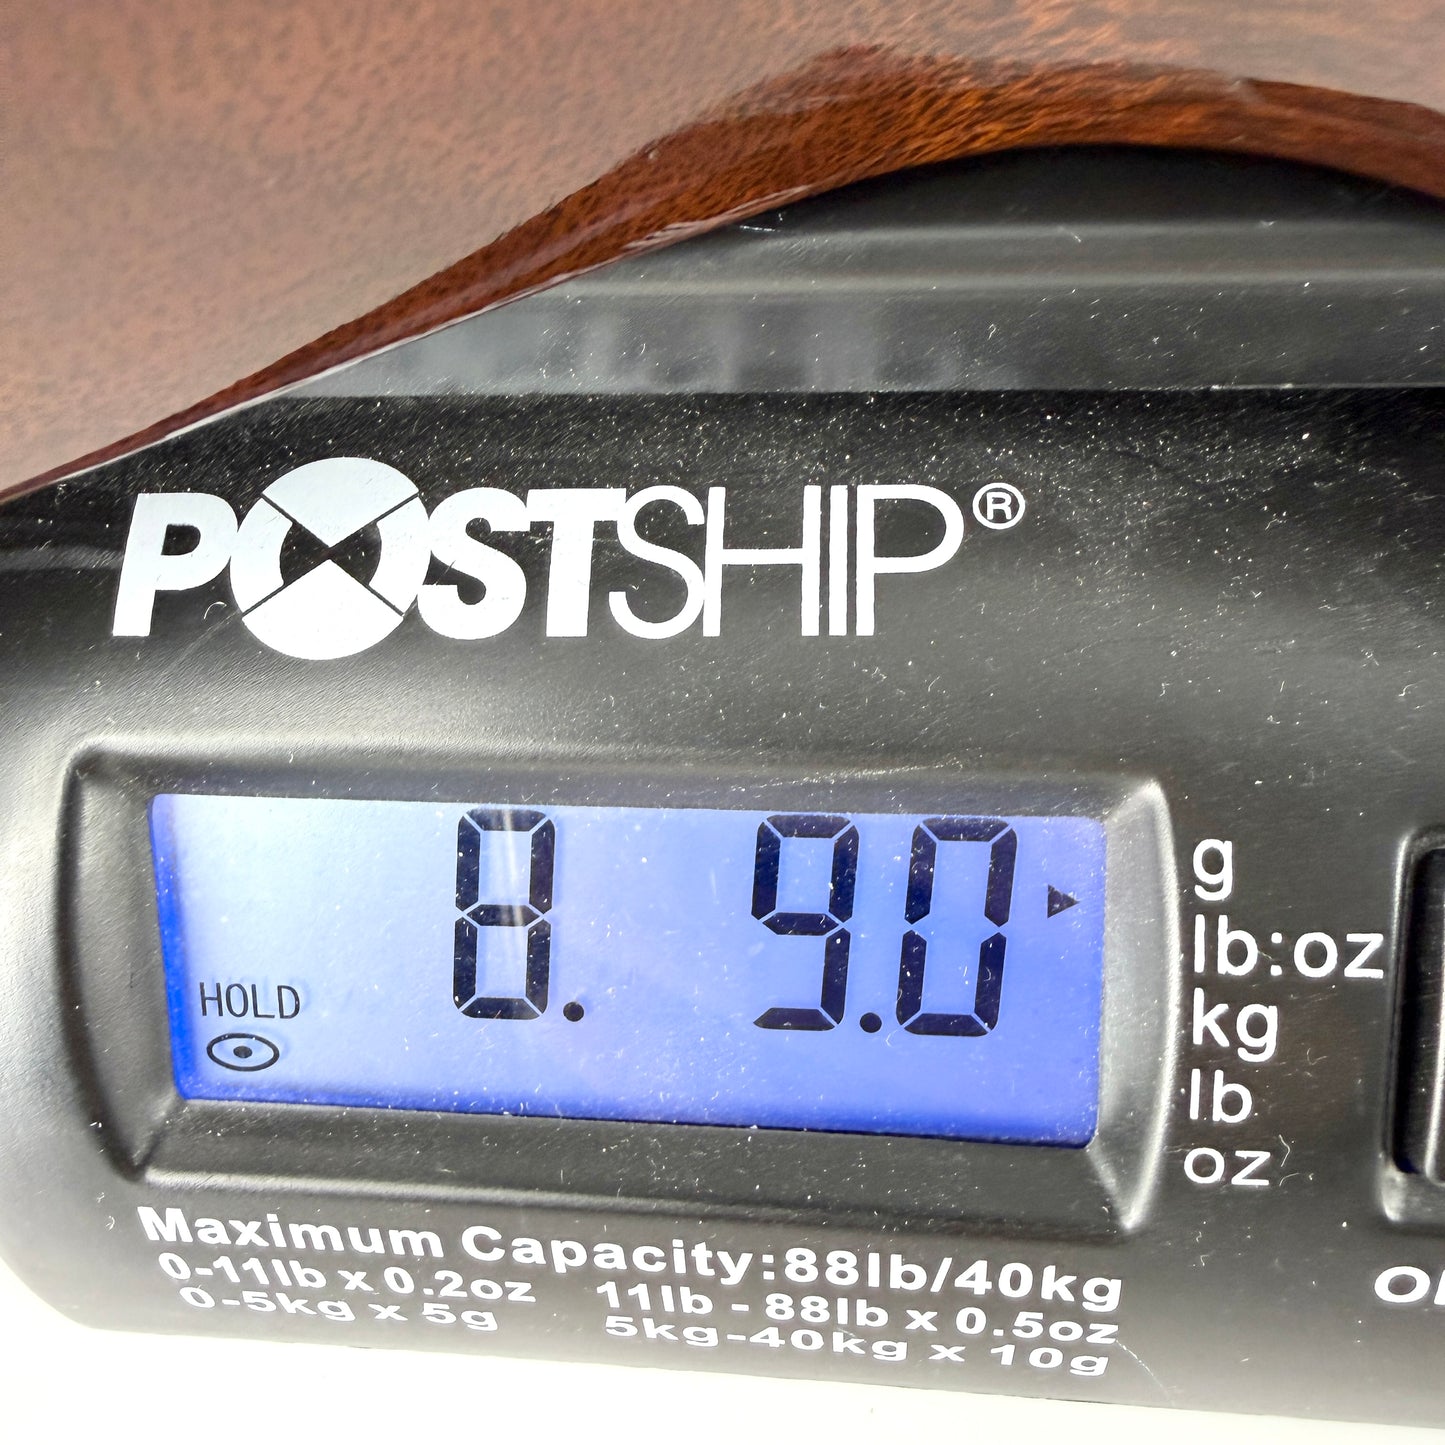 POSTSHIP®
8. 9.0
HOLD
g
lb:oz
kg
lb
oz
Maximum Capacity:88lb/40kg
0-11lb x 0.2oz 11lb - 88lb x 0.5oz
0-5kg x 5g 5kg-40kg x 10g